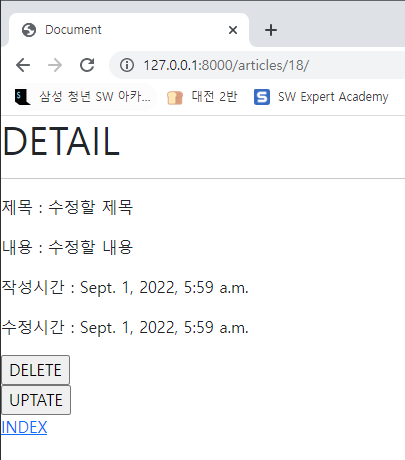 Document
127.0.0.1:8000/articles/18/
삼성 청년 SW 아카... 대전 2반 SW Expert Academy
DETAIL
제목 : 수정할 제목
내용 : 수정할 내용
작성시간 : Sept. 1, 2022, 5:59 a.m.
수정시간 : Sept. 1, 2022, 5:59 a.m.
DELETE
UPTATE
INDEX